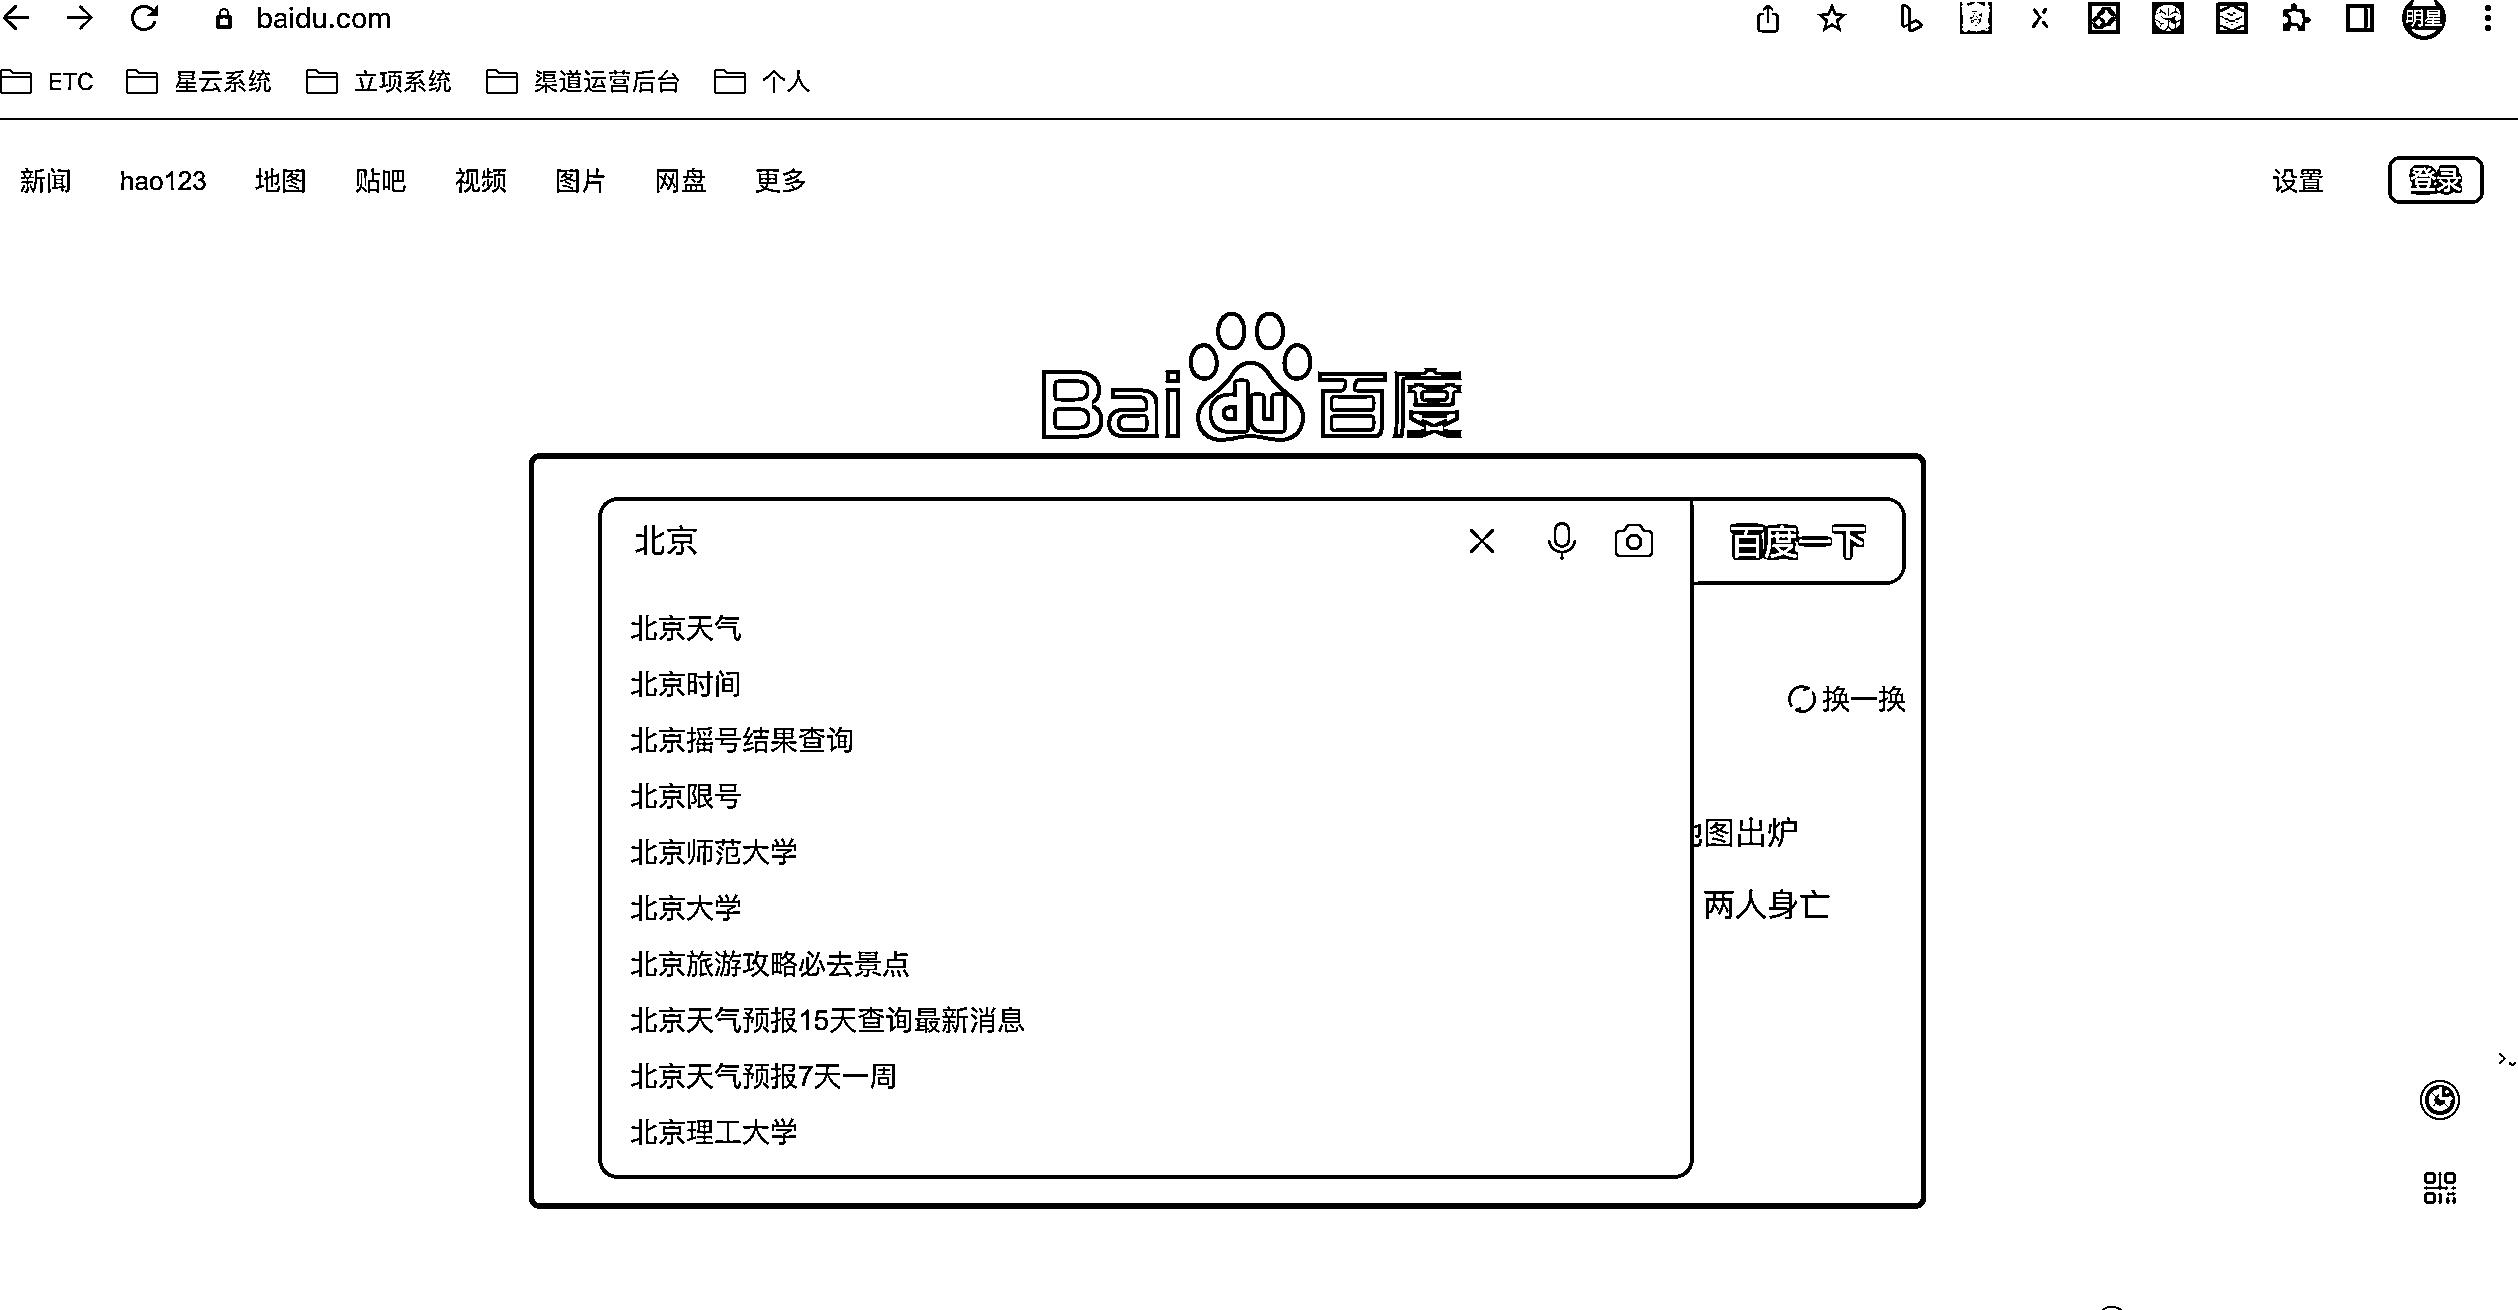 baidu.com
明星
ETC 星云系统 立项系统 渠道运营后台 个人
新闻 hao123 地图 贴吧 视频 图片 网盘 更多 设置 登录
Bai du 百度
北京 百度一下
北京天气
北京时间
换一换
北京摇号结果查询
北京限号
图出炉
北京师范大学
两人身亡
北京大学
北京旅游攻略必去景点
北京天气预报15天查询最新消息
北京天气预报7天一周
北京理工大学